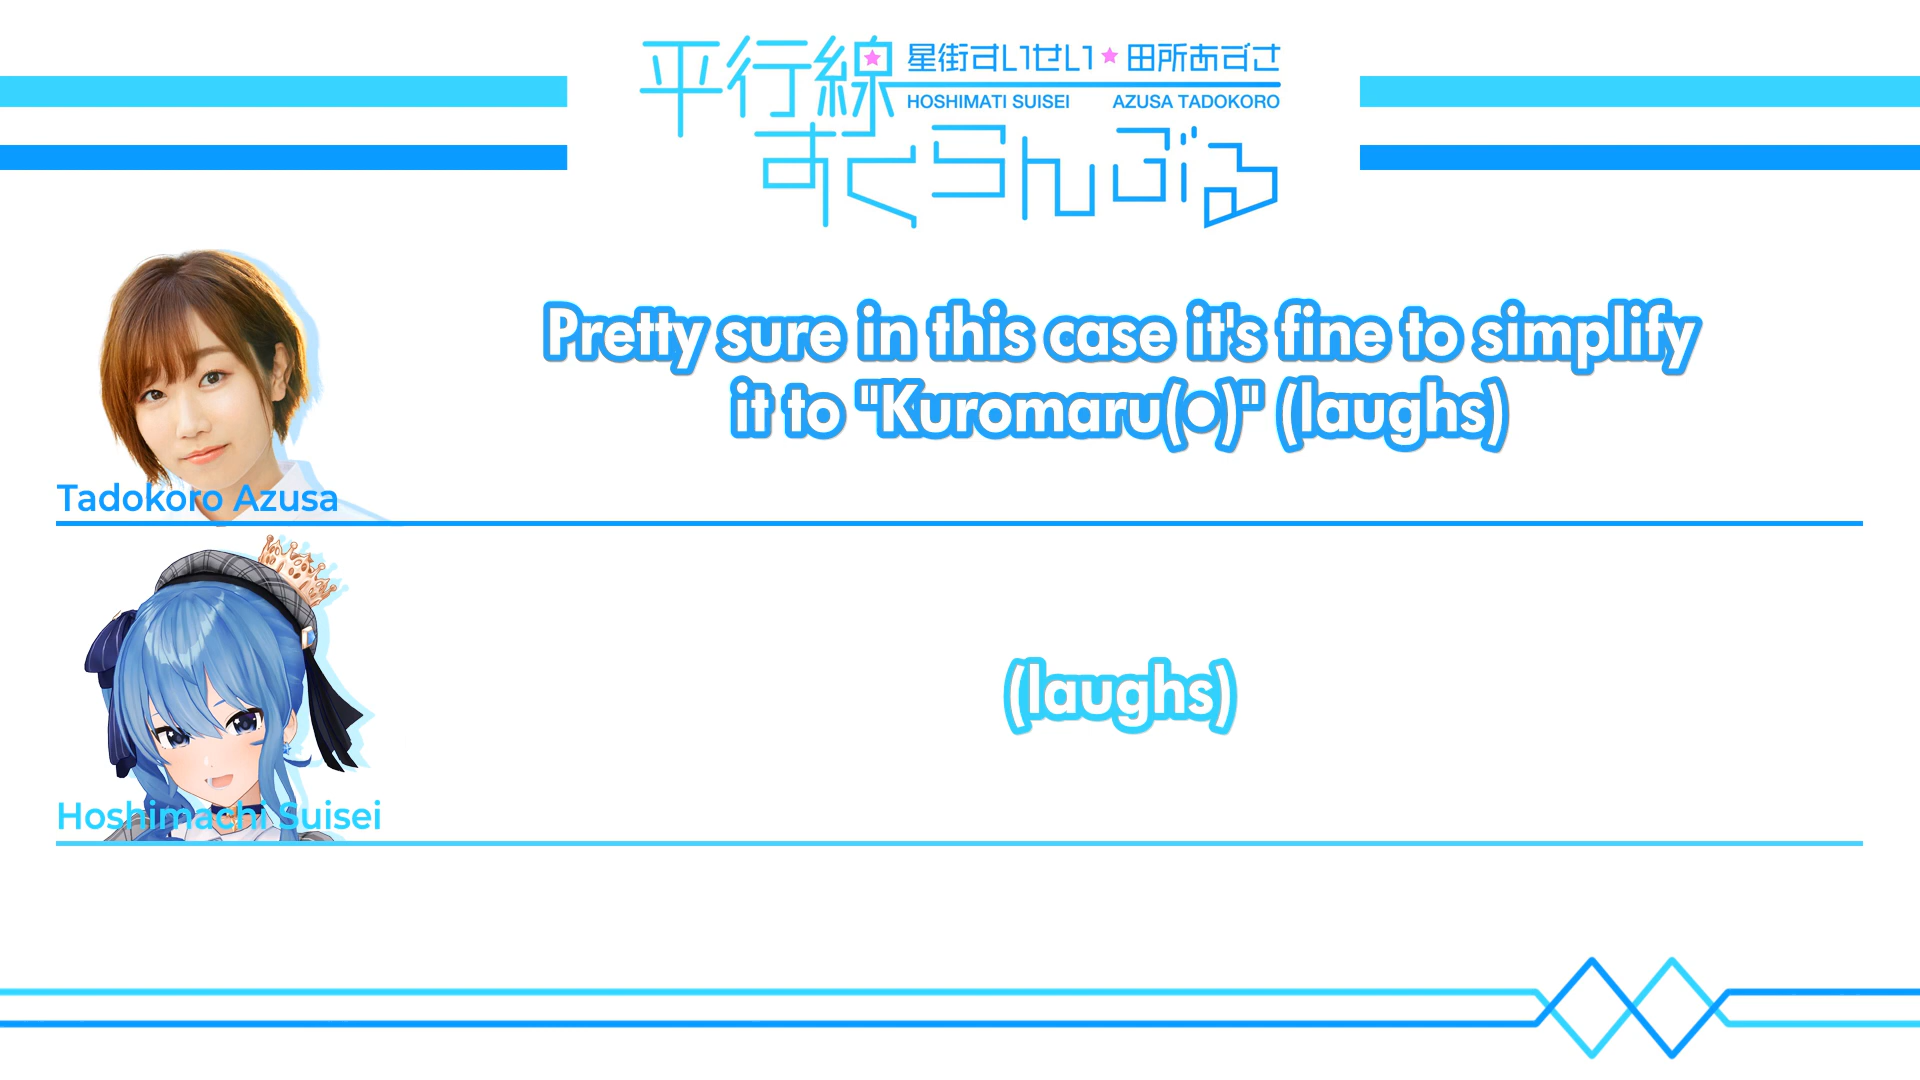 平行線
星街すいせい★田所あずさ
HOSHIMATI SUISEI AZUSA TADOKORO
すくらんぶる
Pretty sure in this case it's fine to simplify
it to "Kuromaru(●)" (laughs)
Tadokoro Azusa
(laughs)
Hoshimachi Suisei